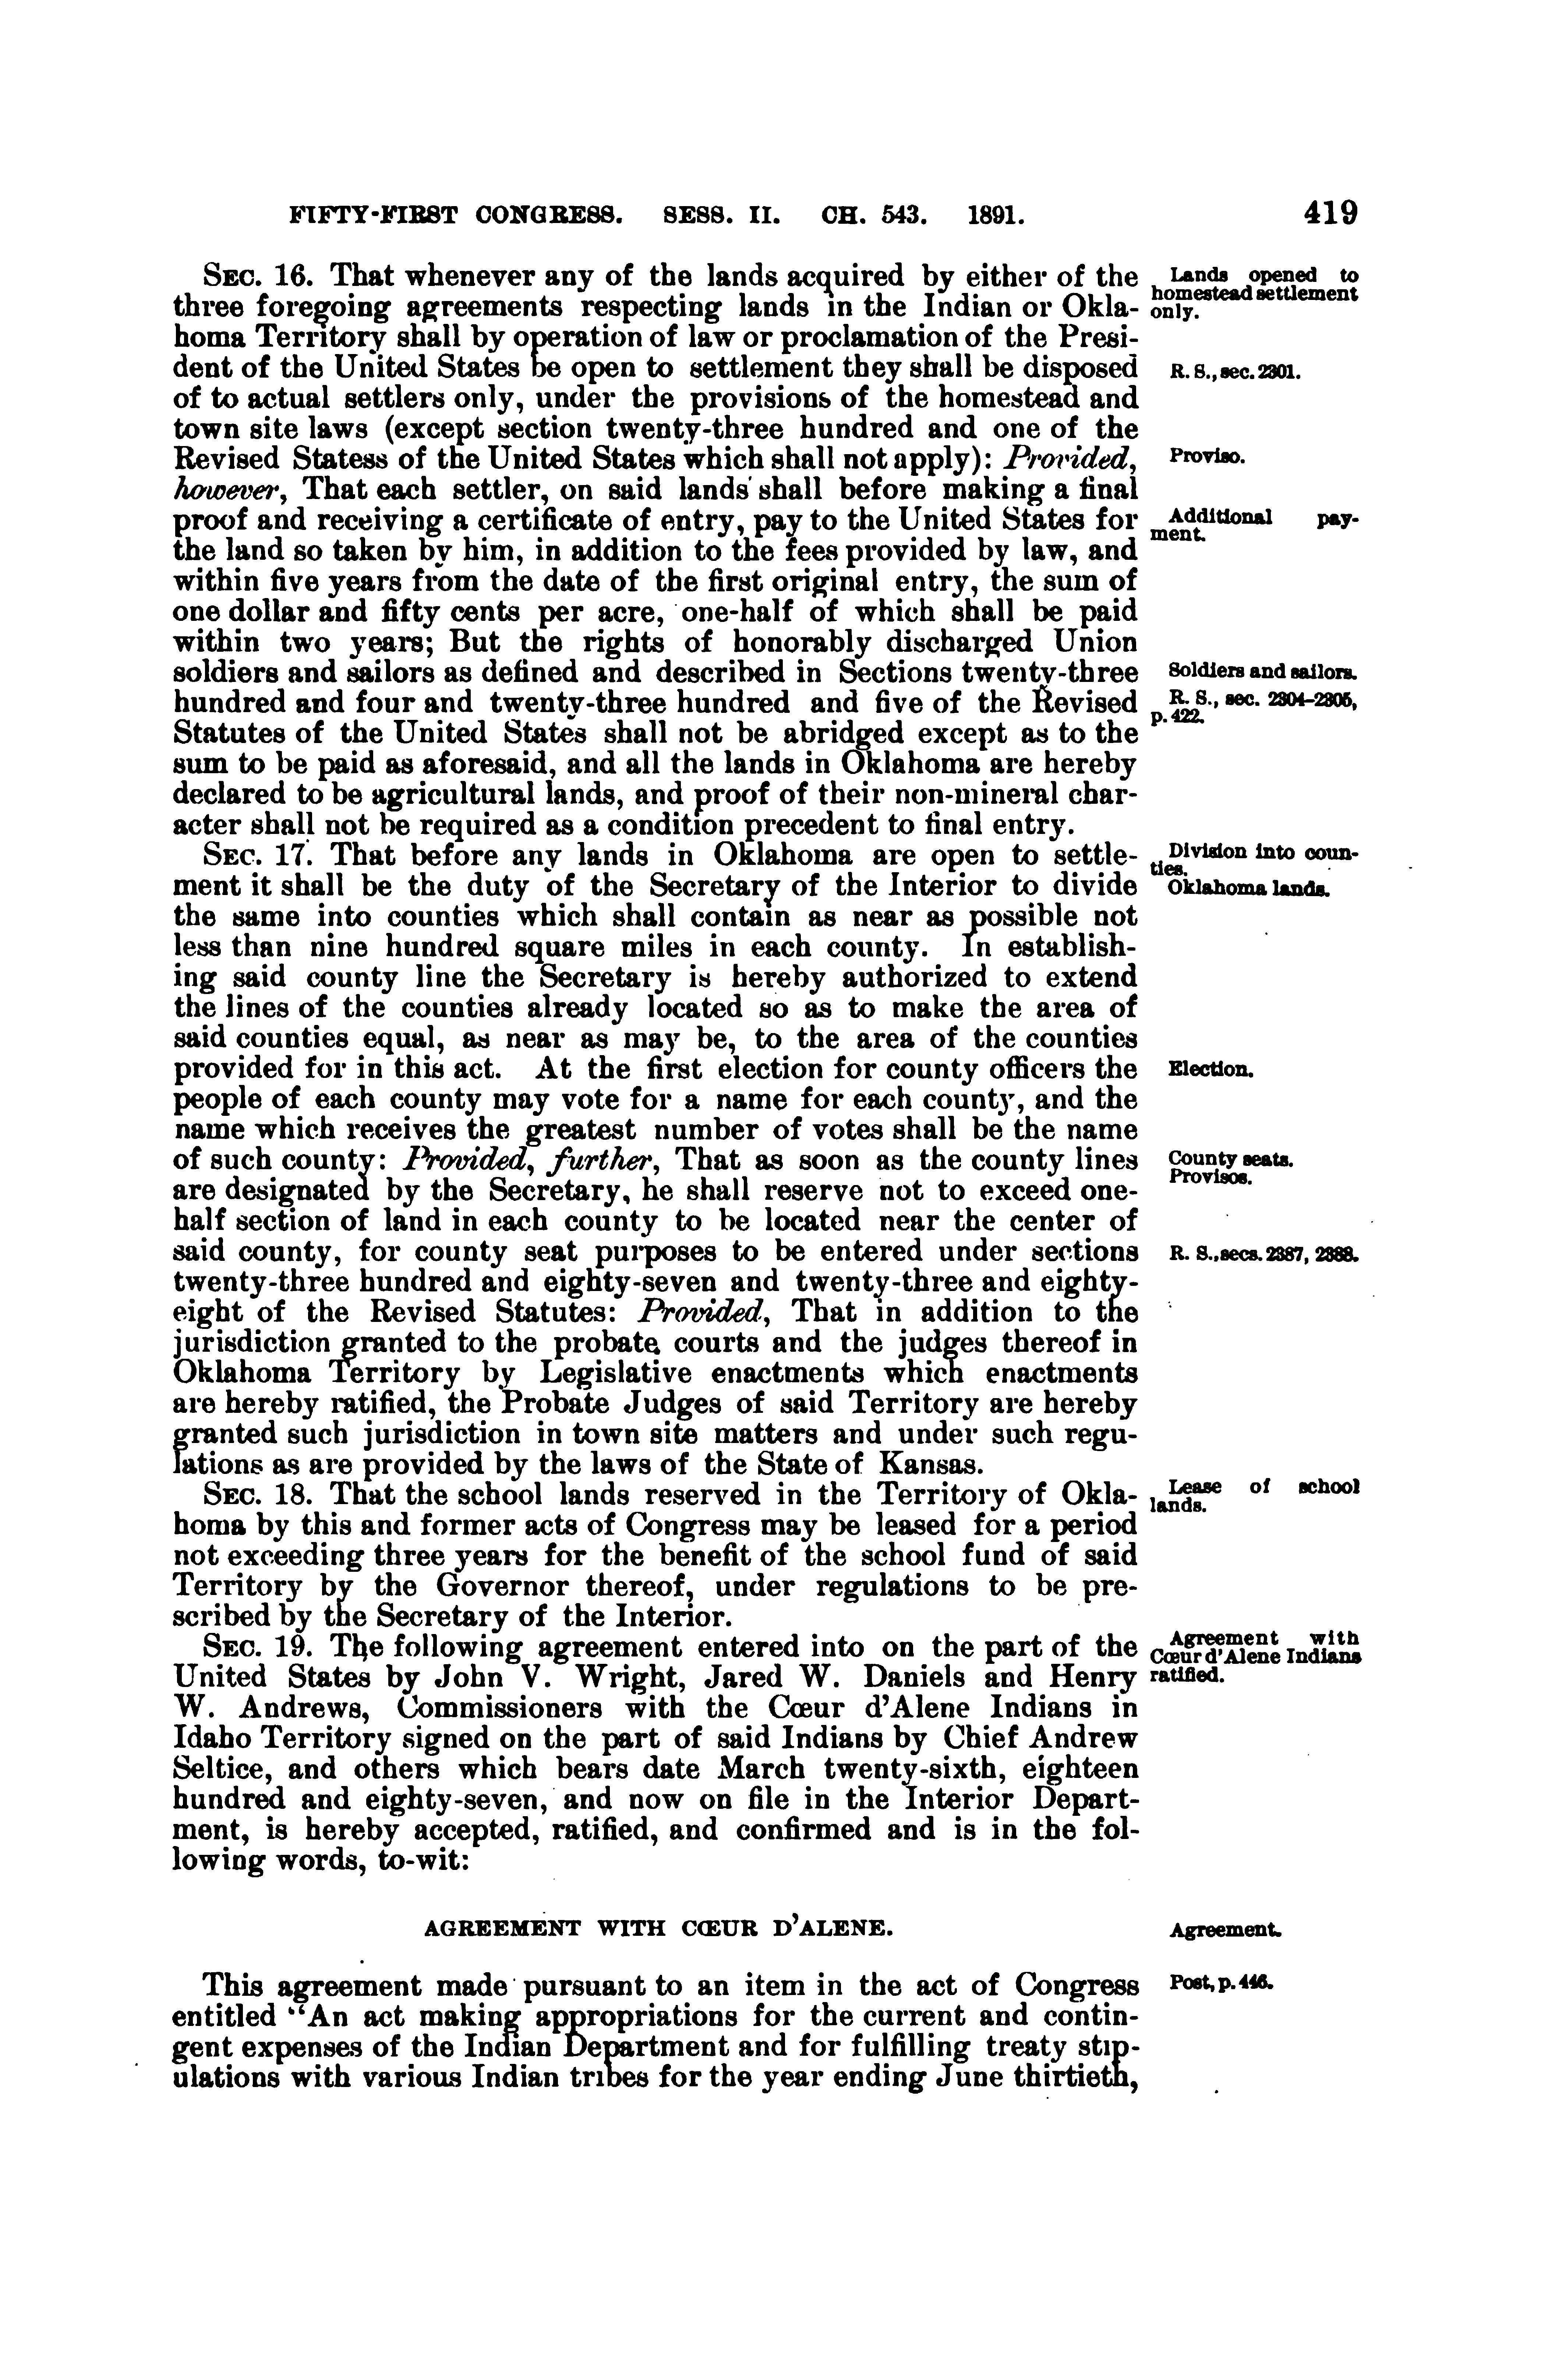 FIFTY-FIRST CONGRESS. SESS. II. CH. 543. 1891. 419
SEC. 16. That whenever any of the lands acquired by either of the
three foregoing agreements respecting lands in the Indian or Okla-
homa Territory shall by operation of law or proclamation of the Presi-
dent of the United States be open to settlement they shall be disposed
of to actual settlers only, under the provisions of the homestead and
town site laws (except section twenty-three hundred and one of the
Revised Statess of the United States which shall not apply): Provided,
however, That each settler, on said lands shall before making a final
proof and receiving a certificate of entry, pay to the United States for
the land so taken by him, in addition to the fees provided by law, and
within five years from the date of the first original entry, the sum of
one dollar and fifty cents per acre, one-half of which shall be paid
within two years; But the rights of honorably discharged Union
soldiers and sailors as defined and described in Sections twenty-three
hundred and four and twenty-three hundred and five of the Revised
Statutes of the United States shall not be abridged except as to the
sum to be paid as aforesaid, and all the lands in Oklahoma are hereby
declared to be agricultural lands, and proof of their non-mineral char-
acter shall not be required as a condition precedent to final entry.
SEC. 17. That before any lands in Oklahoma are open to settle-
ment it shall be the duty of the Secretary of the Interior to divide
the same into counties which shall contain as near as possible not
less than nine hundred square miles in each county. In establish-
ing said county line the Secretary is hereby authorized to extend
the lines of the counties already located so as to make the area of
said counties equal, as near as may be, to the area of the counties
provided for in this act. At the first election for county officers the
people of each county may vote for a name for each county, and the
name which receives the greatest number of votes shall be the name
of such county: Provided, further, That as soon as the county lines
are designated by the Secretary, he shall reserve not to exceed one-
half section of land in each county to be located near the center of
said county, for county seat purposes to be entered under sections
twenty-three hundred and eighty-seven and twenty-three and eighty-
eight of the Revised Statutes: Provided, That in addition to the
jurisdiction granted to the probate courts and the judges thereof in
Oklahoma Territory by Legislative enactments which enactments
are hereby ratified, the Probate Judges of said Territory are hereby
granted such jurisdiction in town site matters and under such regu-
lations as are provided by the laws of the State of Kansas.
SEC. 18. That the school lands reserved in the Territory of Okla-
homa by this and former acts of Congress may be leased for a period
not exceeding three years for the benefit of the school fund of said
Territory by the Governor thereof, under regulations to be pre-
scribed by the Secretary of the Interior.
SEC. 19. The following agreement entered into on the part of the
United States by John V. Wright, Jared W. Daniels and Henry
W. Andrews, Commissioners with the Cœur d'Alene Indians in
Idaho Territory signed on the part of said Indians by Chief Andrew
Seltice, and others which bears date March twenty-sixth, eighteen
hundred and eighty-seven, and now on file in the Interior Depart-
ment, is hereby accepted, ratified, and confirmed and is in the fol-
lowing words, to-wit:
AGREEMENT WITH CŒUR D'ALENE.
This agreement made pursuant to an item in the act of Congress
entitled "An act making appropriations for the current and contin-
gent expenses of the Indian Department and for fulfilling treaty stip-
ulations with various Indian tribes for the year ending June thirtieth,
Lands opened to
homestead settlement
only.
R. S., sec. 2301.
Proviso.
Additional pay-
ment.
Soldiers and sailors.
R. S., sec. 2304-2305,
p. 422.
Division into coun-
ties.
Oklahoma lands.
Election.
County seats.
Provisos.
R. S., secs. 2387, 2388.
Lease of school
lands.
Agreement with
Cœur d'Alene Indians
ratified.
Agreement.
Post, p. 446.